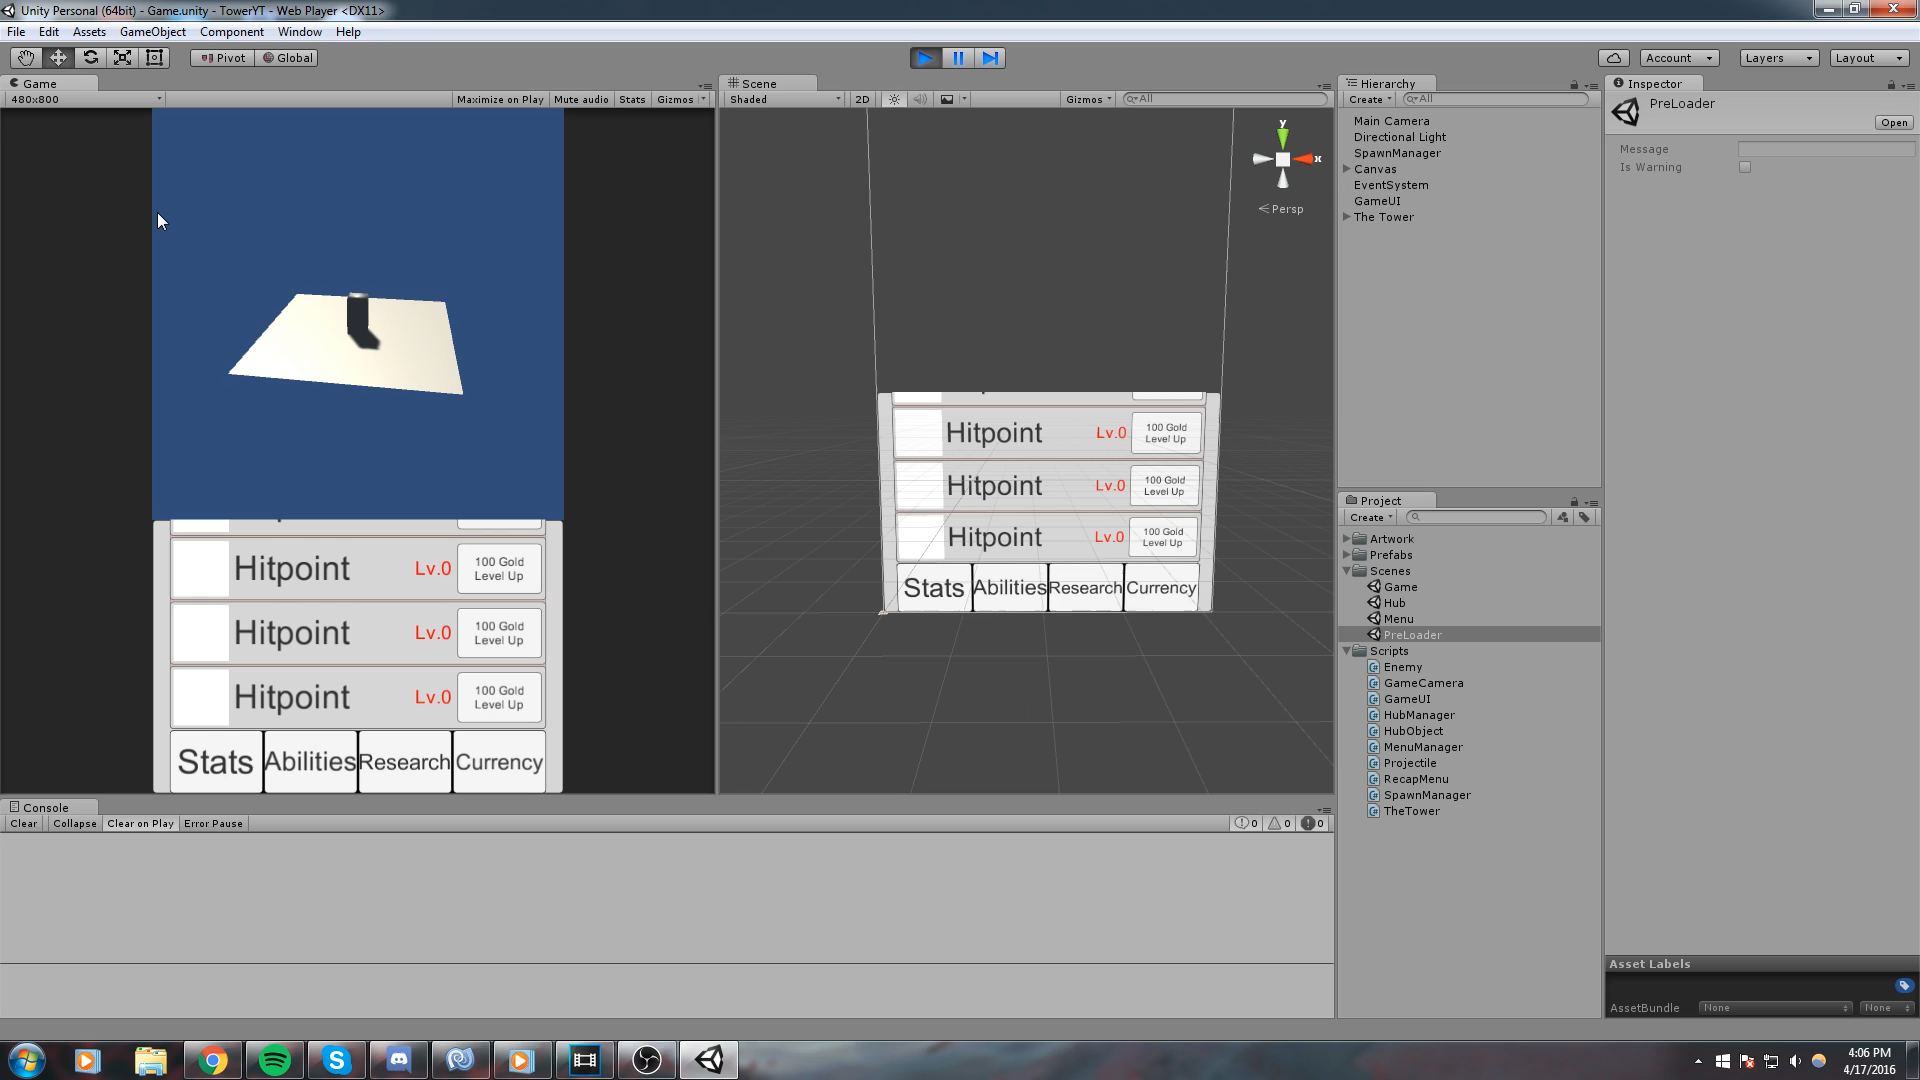 Unity Personal (64bit) - Game.unity - TowerYT - Web Player <DX11>
File Edit Assets GameObject Component Window Help
Pivot Global Account Layers Layout
Game
480x800 Maximize on Play Mute audio Stats Gizmos
Hitpoint Lv.0 100 Gold
Level Up
Hitpoint Lv.0 100 Gold
Level Up
Hitpoint Lv.0 100 Gold
Level Up
Stats Abilities Research Currency
Scene
Shaded 2D Gizmos All
y
x
Persp
Hitpoint Lv.0 100 Gold
Level Up
Hitpoint Lv.0 100 Gold
Level Up
Hitpoint Lv.0 100 Gold
Level Up
Stats Abilities Research Currency
Console
Clear Collapse Clear on Play Error Pause 0 0 0
Hierarchy
Create All
Main Camera
Directional Light
SpawnManager
Canvas
EventSystem
GameUI
The Tower
Project
Create
Artwork
Prefabs
Scenes
Game
Hub
Menu
PreLoader
Scripts
Enemy
GameCamera
GameUI
HubManager
HubObject
MenuManager
Projectile
RecapMenu
SpawnManager
TheTower
Inspector
PreLoader
Open
Message
Is Warning
Asset Labels
AssetBundle None None
4:06 PM
4/17/2016